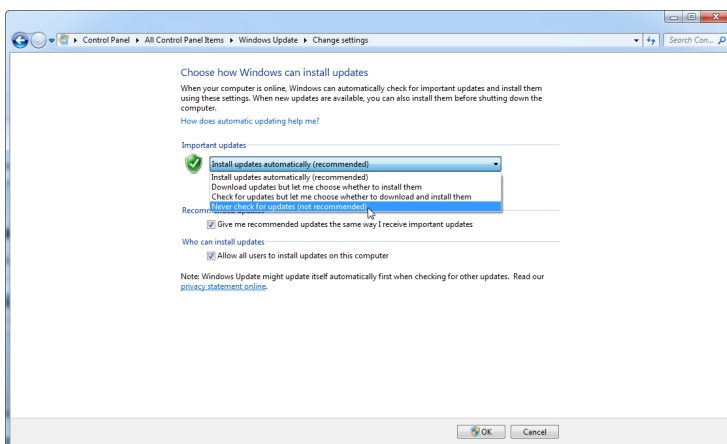 Control Panel ▸ All Control Panel Items ▸ Windows Update ▸ Change settings
Search Con...
Choose how Windows can install updates
When your computer is online, Windows can automatically check for important updates and install them
using these settings. When new updates are available, you can also install them before shutting down the
computer.
How does automatic updating help me?
Important updates
Install updates automatically (recommended)
Install updates automatically (recommended)
Download updates but let me choose whether to install them
Check for updates but let me choose whether to download and install them
Never check for updates (not recommended)
Recommended updates
Give me recommended updates the same way I receive important updates
Who can install updates
Allow all users to install updates on this computer
Note: Windows Update might update itself automatically first when checking for other updates. Read our
privacy statement online.
OK Cancel